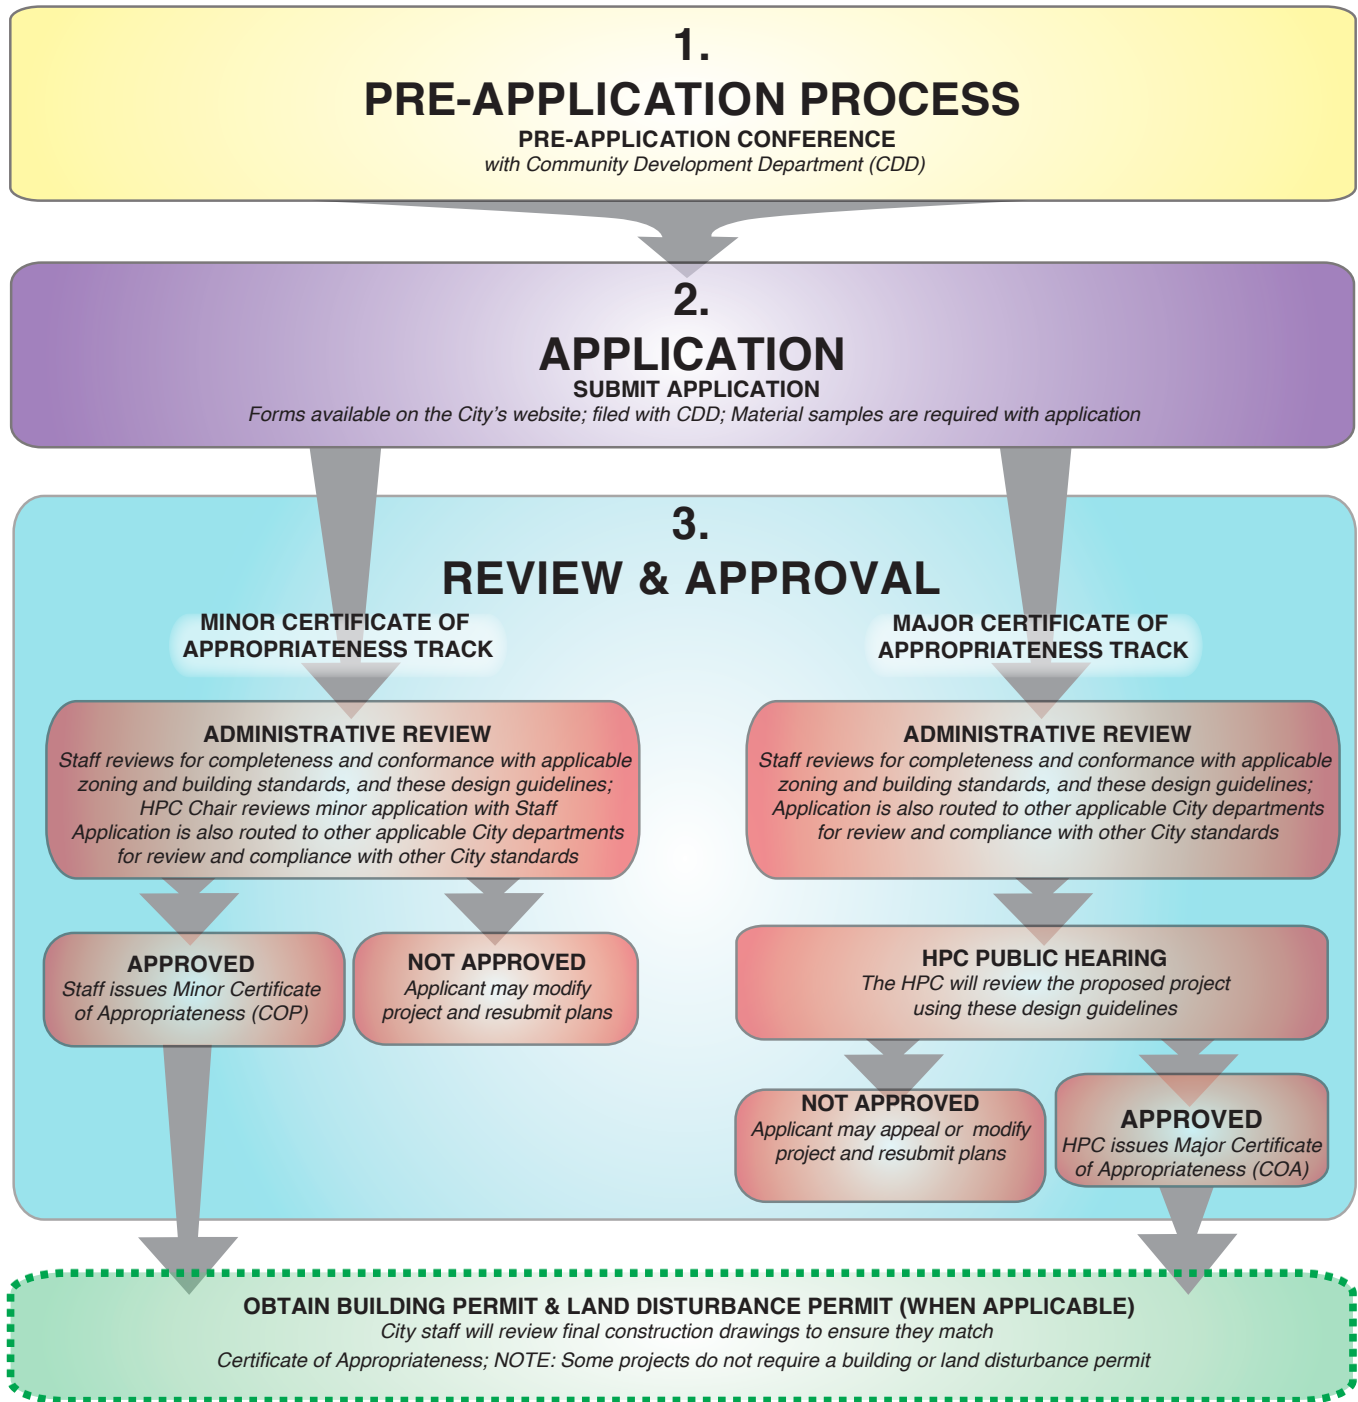 1.
PRE-APPLICATION PROCESS
PRE-APPLICATION CONFERENCE
with Community Development Department (CDD)
2.
APPLICATION
SUBMIT APPLICATION
Forms available on the City's website; filed with CDD; Material samples are required with application
3.
REVIEW & APPROVAL
MINOR CERTIFICATE OF
APPROPRIATENESS TRACK
ADMINISTRATIVE REVIEW
Staff reviews for completeness and conformance with applicable
zoning and building standards, and these design guidelines;
HPC Chair reviews minor application with Staff
Application is also routed to other applicable City departments
for review and compliance with other City standards
APPROVED
Staff issues Minor Certificate
of Appropriateness (COP)
NOT APPROVED
Applicant may modify
project and resubmit plans
MAJOR CERTIFICATE OF
APPROPRIATENESS TRACK
ADMINISTRATIVE REVIEW
Staff reviews for completeness and conformance with applicable
zoning and building standards, and these design guidelines;
Application is also routed to other applicable City departments
for review and compliance with other City standards
HPC PUBLIC HEARING
The HPC will review the proposed project
using these design guidelines
NOT APPROVED
Applicant may appeal or modify
project and resubmit plans
APPROVED
HPC issues Major Certificate
of Appropriateness (COA)
OBTAIN BUILDING PERMIT & LAND DISTURBANCE PERMIT (WHEN APPLICABLE)
City staff will review final construction drawings to ensure they match
Certificate of Appropriateness; NOTE: Some projects do not require a building or land disturbance permit